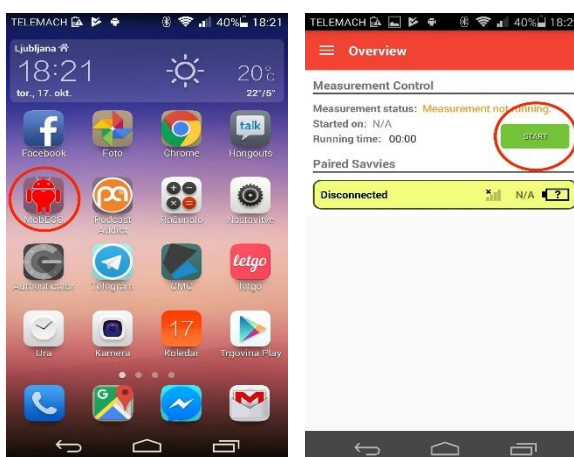 TELEMACH 40% 18:21
Ljubljana
18:21
20°c
tor., 17. okt.
22°/5°
talk
Facebook Foto Chrome Hangouts
MobECG Podcast Addict Računalo Nastavitve
letgo
Authenticator Telegram CMC letgo
17
Ura Kamera Koledar Trgovina Play
G
TELEMACH 40% 18:2
Overview
Measurement Control
Measurement status: Measurement not running.
Started on: N/A
Running time: 00:00
START
Paired Savvies
Disconnected N/A ?